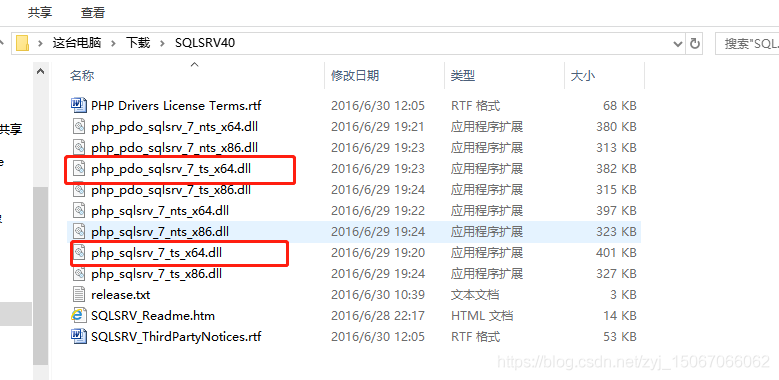 共享 查看
这台电脑 下载 SQLSRV40 搜索"SQL
名称 修改日期 类型 大小
PHP Drivers License Terms.rtf 2016/6/30 12:05 RTF 格式 68 KB
php_pdo_sqlsrv_7_nts_x64.dll 2016/6/29 19:21 应用程序扩展 380 KB
共享 php_pdo_sqlsrv_7_nts_x86.dll 2016/6/29 19:23 应用程序扩展 313 KB
php_pdo_sqlsrv_7_ts_x64.dll 2016/6/29 19:23 应用程序扩展 382 KB
php_pdo_sqlsrv_7_ts_x86.dll 2016/6/29 19:24 应用程序扩展 315 KB
php_sqlsrv_7_nts_x64.dll 2016/6/29 19:22 应用程序扩展 397 KB
php_sqlsrv_7_nts_x86.dll 2016/6/29 19:24 应用程序扩展 323 KB
php_sqlsrv_7_ts_x64.dll 2016/6/29 19:20 应用程序扩展 401 KB
php_sqlsrv_7_ts_x86.dll 2016/6/29 19:24 应用程序扩展 327 KB
release.txt 2016/6/30 10:39 文本文档 3 KB
SQLSRV_Readme.htm 2016/6/28 22:17 HTML 文档 14 KB
SQLSRV_ThirdPartyNotices.rtf 2016/6/30 12:05 RTF 格式 53 KB
https://blog.csdn.net/zyj_15067066062